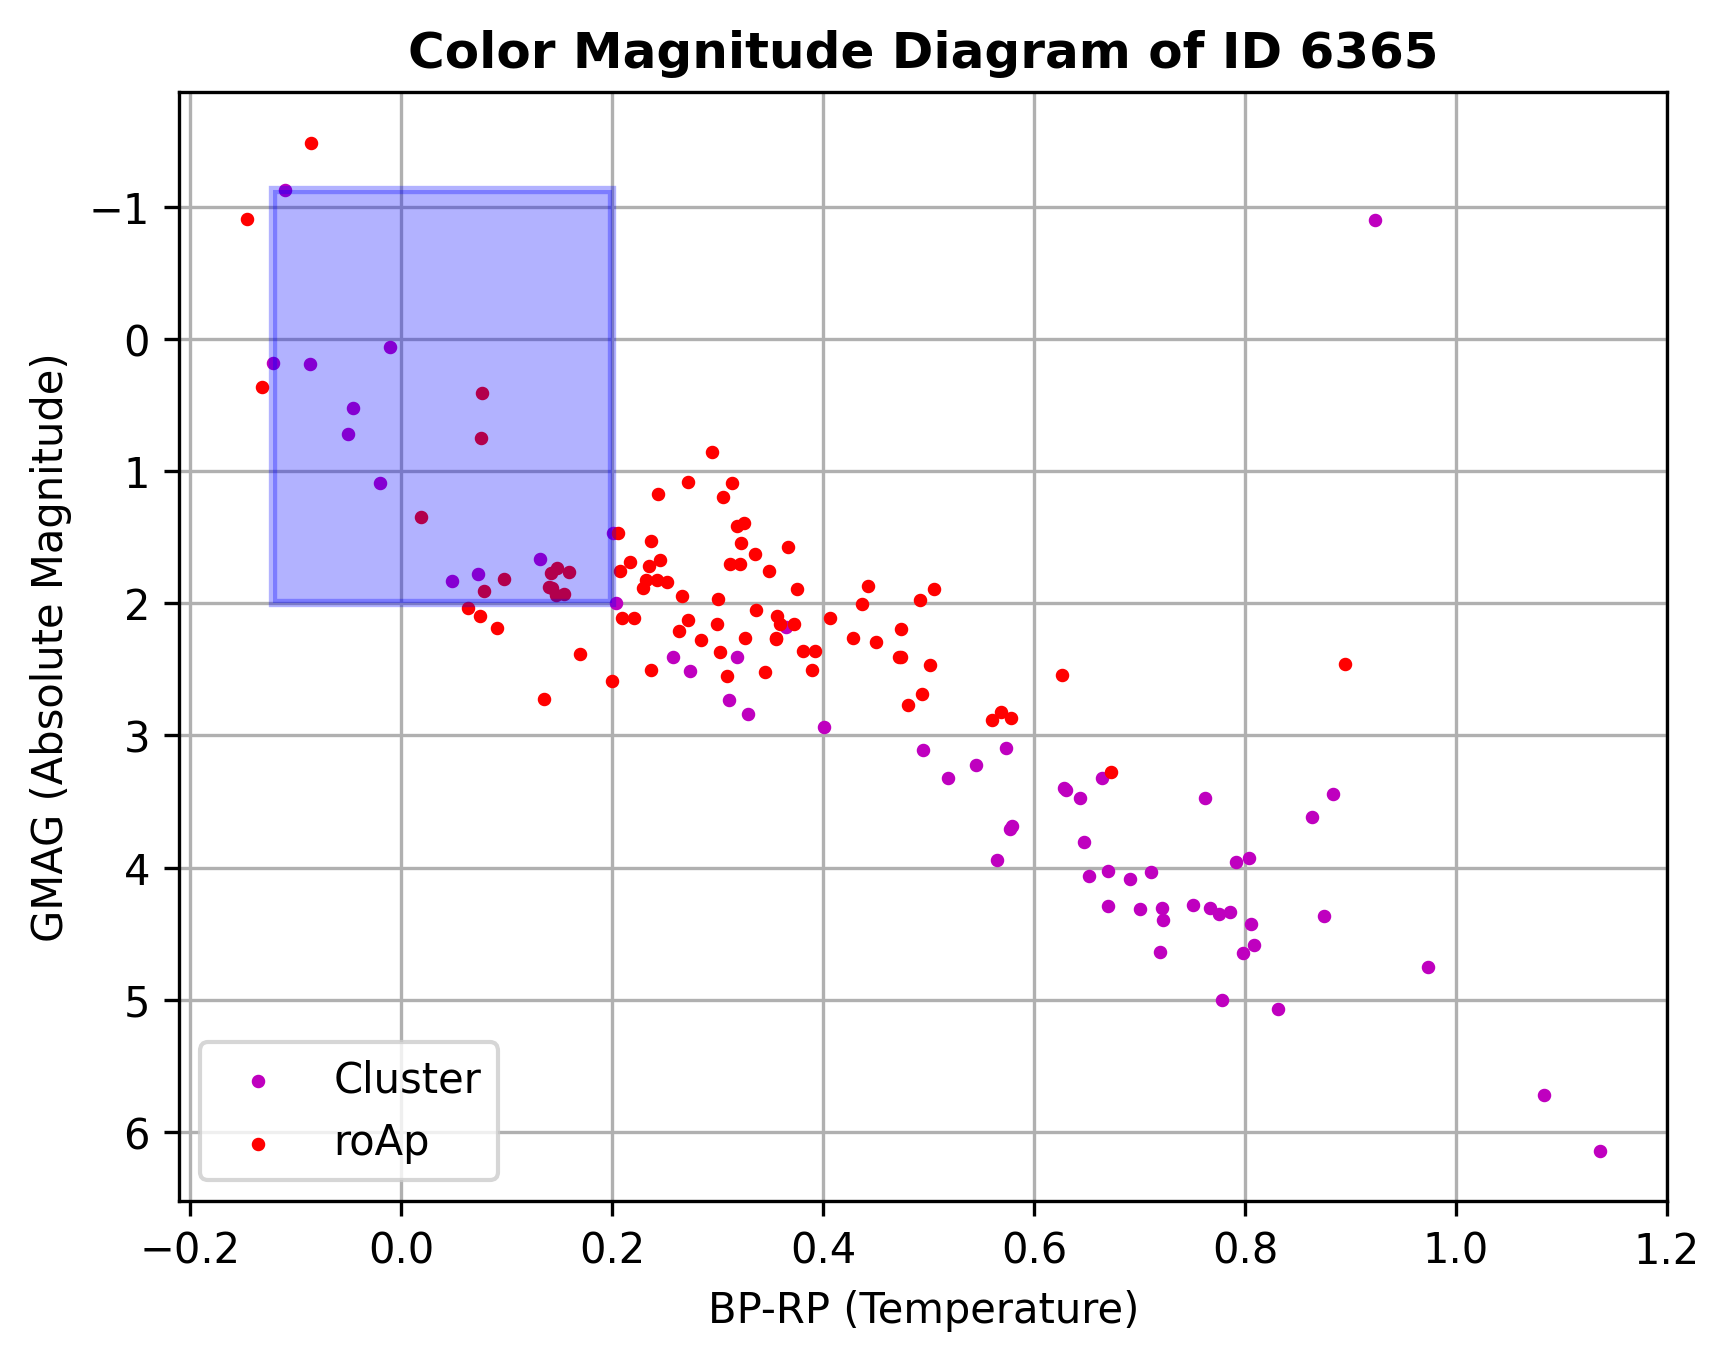 Color Magnitude Diagram of ID 6365
GMAG (Absolute Magnitude)
−1
0
1
2
3
4
5
6
Cluster
roAp
−0.2 0.0 0.2 0.4 0.6 0.8 1.0 1.2
BP-RP (Temperature)